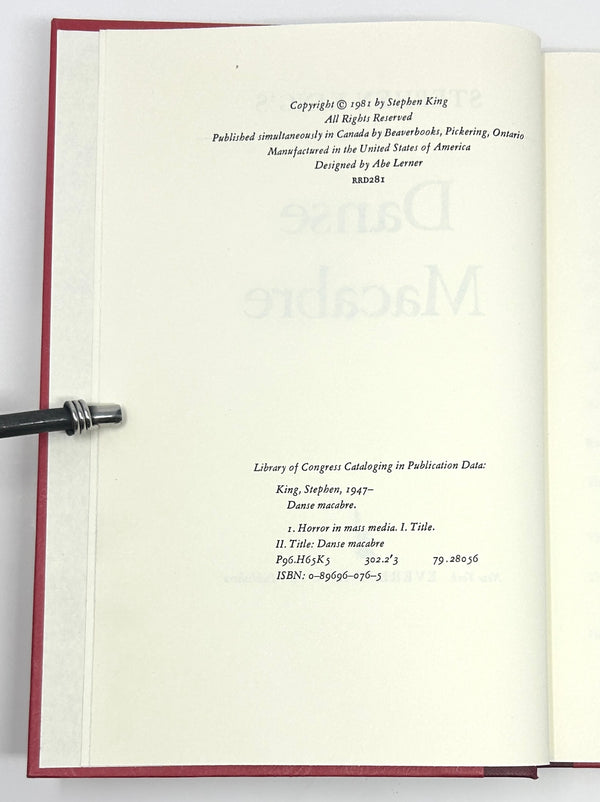 Copyright © 1981 by Stephen King
All Rights Reserved
Published simultaneously in Canada by Beaverbooks, Pickering, Ontario
Manufactured in the United States of America
Designed by Abe Lerner
RRD281
Danse
Macabre
Library of Congress Cataloging in Publication Data:
King, Stephen, 1947–
Danse macabre.
1. Horror in mass media. I. Title.
II. Title: Danse macabre
P96.H65K5 302.2'3 79.28056
ISBN: 0–89696–076–5